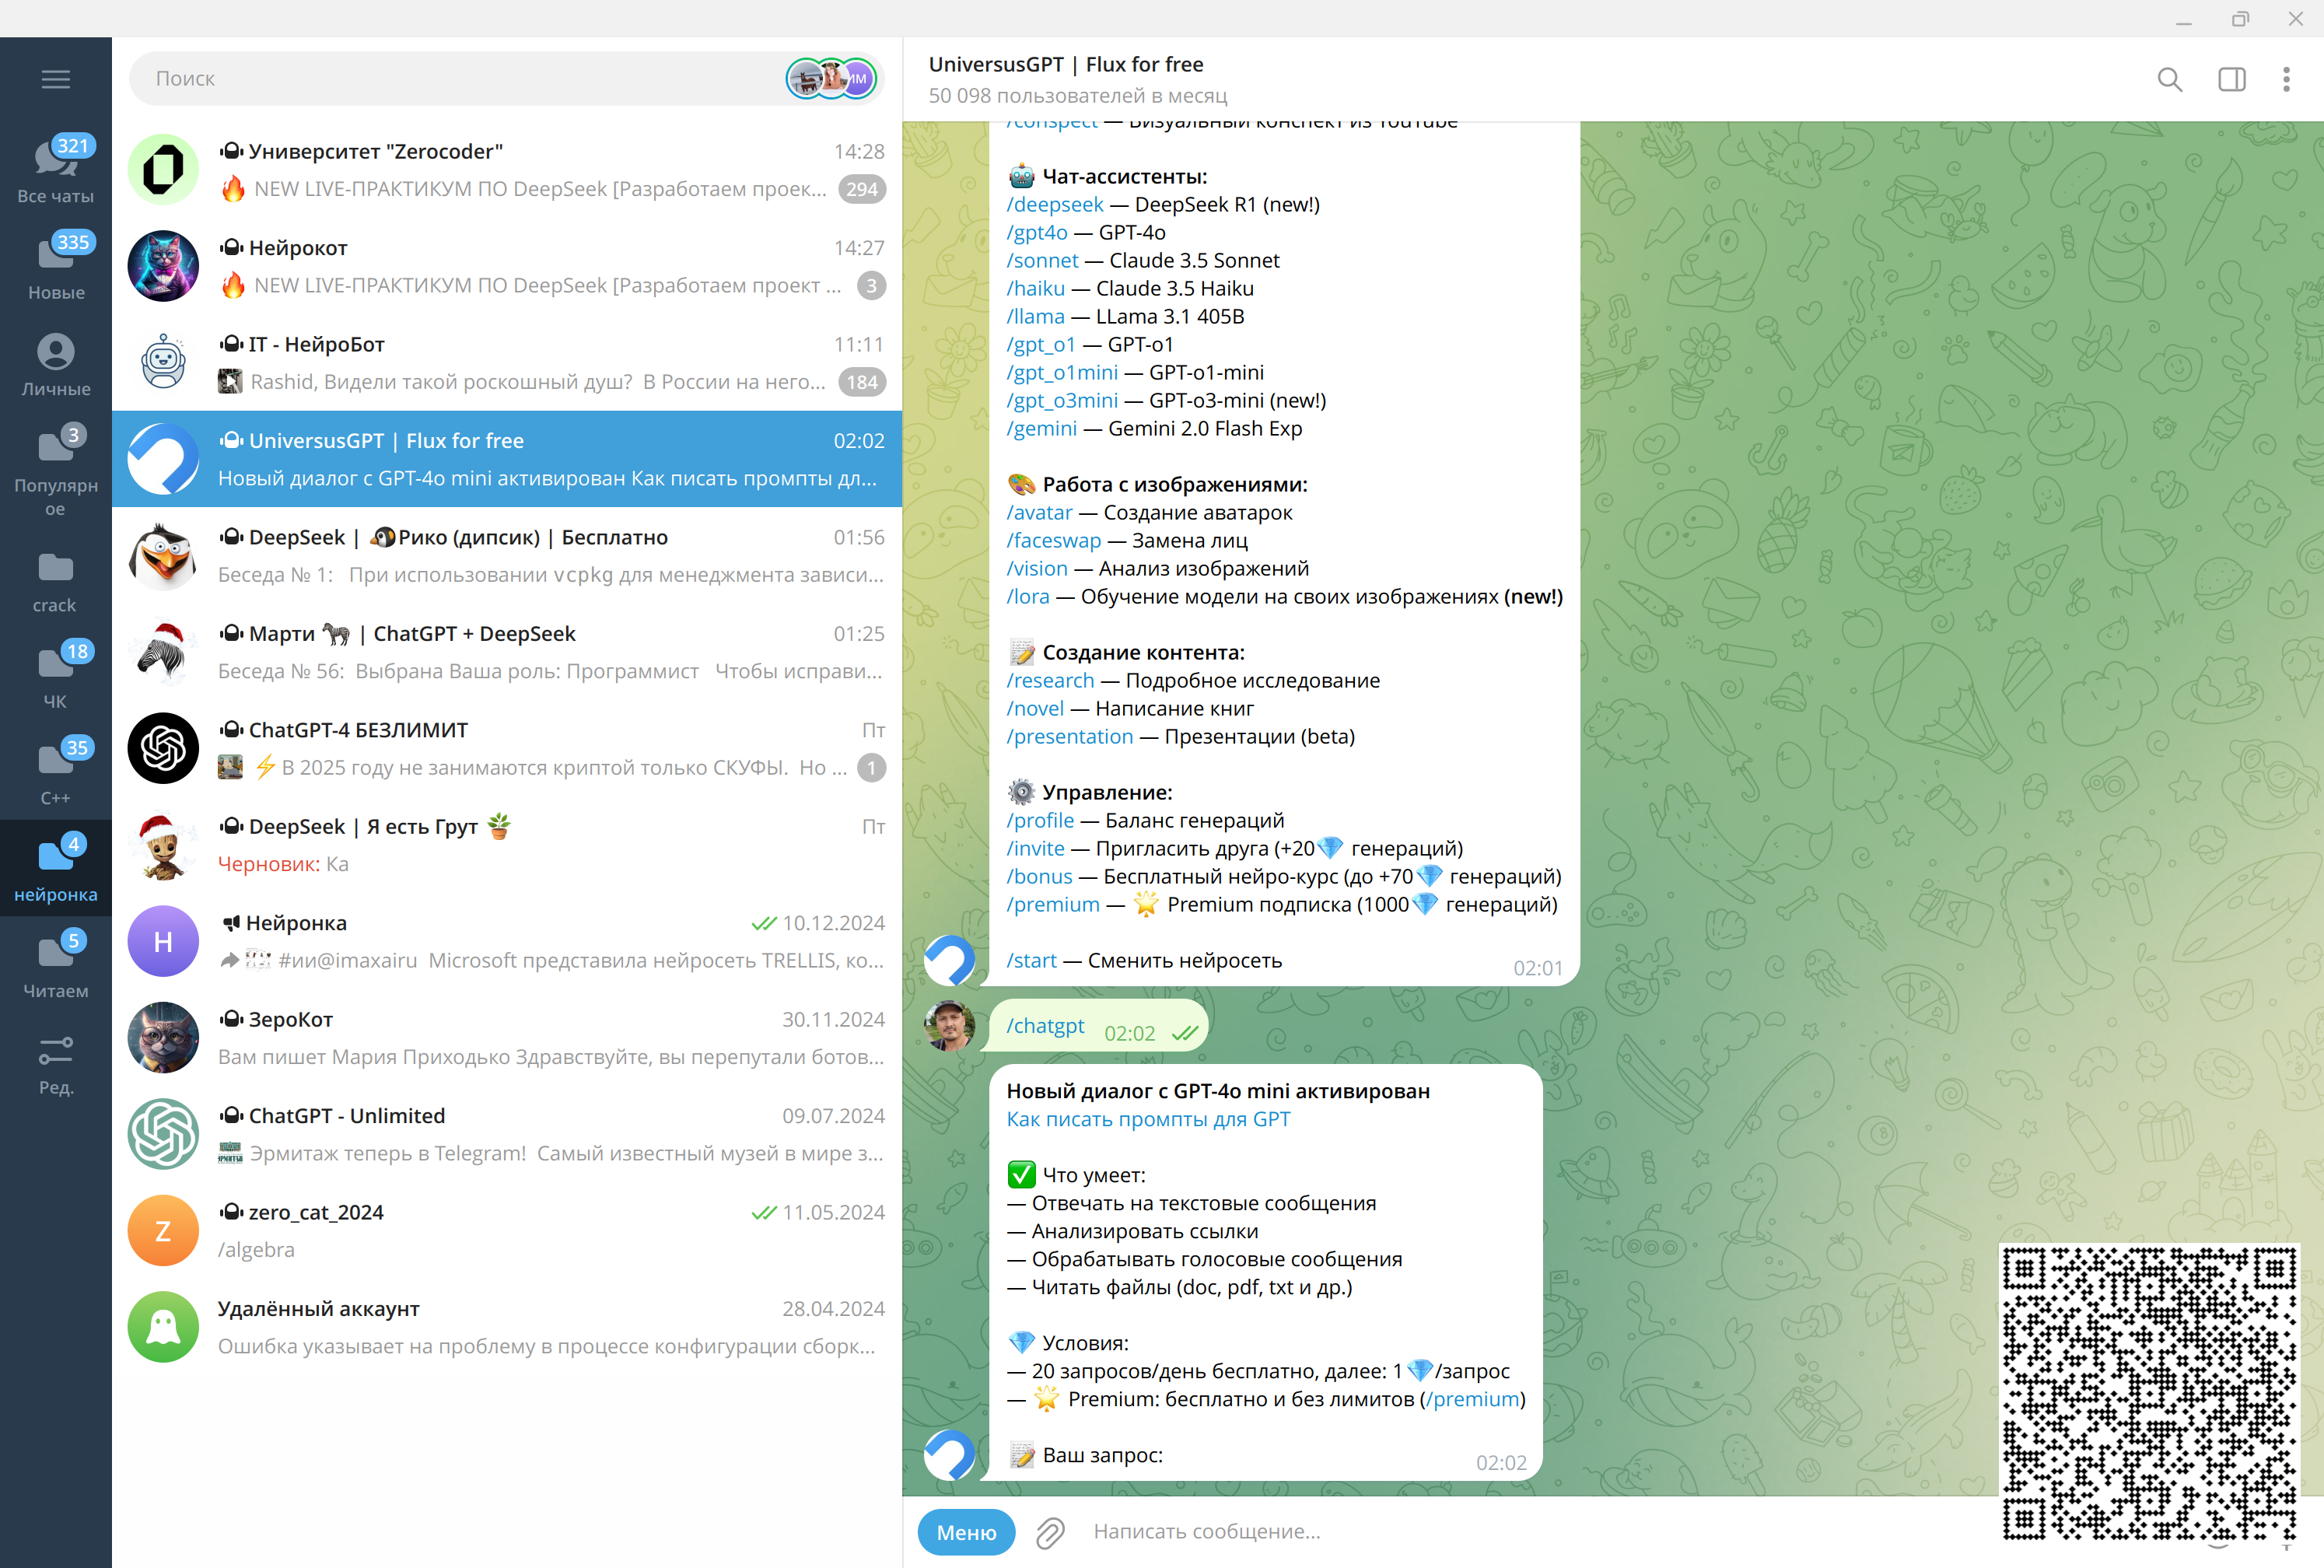 Поиск
ИМ
321
Все чаты
335
Новые
Личные
3
Популярн
ое
crack
18
ЧК
35
C++
4
нейронка
5
Читаем
Ред.
Университет "Zerocoder" 14:28
NEW LIVE-ПРАКТИКУМ ПО DeepSeek [Разработаем проек... 294
Нейрокот 14:27
NEW LIVE-ПРАКТИКУМ ПО DeepSeek [Разработаем проект ... 3
IT - НейроБот 11:11
Rashid, Видели такой роскошный душ? В России на него... 184
UniversusGPT | Flux for free 02:02
Новый диалог с GPT-4o mini активирован Как писать промпты дл...
DeepSeek | 🐧Рико (дипсик) | Бесплатно 01:56
Беседа № 1: При использовании vcpkg для менеджмента зависи...
Марти 🦓 | ChatGPT + DeepSeek 01:25
Беседа № 56: Выбрана Ваша роль: Программист Чтобы исправи...
ChatGPT-4 БЕЗЛИМИТ Пт
⚡ В 2025 году не занимаются криптой только СКУФЫ. Но ... 1
DeepSeek | Я есть Грут 🪴 Пт
Черновик: Ка
Н
Нейронка 10.12.2024
#ии@imaxairu Microsoft представила нейросеть TRELLIS, ко...
ЗероКот 30.11.2024
Вам пишет Мария Приходько Здравствуйте, вы перепутали ботов...
ChatGPT - Unlimited 09.07.2024
Эрмитаж теперь в Telegram! Самый известный музей в мире з...
Z
zero_cat_2024 11.05.2024
/algebra
Удалённый аккаунт 28.04.2024
Ошибка указывает на проблему в процессе конфигурации сборк...
UniversusGPT | Flux for free
50 098 пользователей в месяц
/conspect — Визуальный конспект из YouTube
🤖 Чат-ассистенты:
/deepseek — DeepSeek R1 (new!)
/gpt4o — GPT-4o
/sonnet — Claude 3.5 Sonnet
/haiku — Claude 3.5 Haiku
/llama — LLama 3.1 405B
/gpt_o1 — GPT-o1
/gpt_o1mini — GPT-o1-mini
/gpt_o3mini — GPT-o3-mini (new!)
/gemini — Gemini 2.0 Flash Exp
🎨 Работа с изображениями:
/avatar — Создание аватарок
/faceswap — Замена лиц
/vision — Анализ изображений
/lora — Обучение модели на своих изображениях (new!)
📝 Создание контента:
/research — Подробное исследование
/novel — Написание книг
/presentation — Презентации (beta)
⚙️ Управление:
/profile — Баланс генераций
/invite — Пригласить друга (+20💎 генераций)
/bonus — Бесплатный нейро-курс (до +70💎 генераций)
/premium — 🌟 Premium подписка (1000💎 генераций)
/start — Сменить нейросеть 02:01
/chatgpt 02:02
Новый диалог с GPT-4o mini активирован
Как писать промпты для GPT
✅ Что умеет:
— Отвечать на текстовые сообщения
— Анализировать ссылки
— Обрабатывать голосовые сообщения
— Читать файлы (doc, pdf, txt и др.)
💎 Условия:
— 20 запросов/день бесплатно, далее: 1💎/запрос
— 🌟 Premium: бесплатно и без лимитов (/premium)
📝 Ваш запрос: 02:02
Меню
Написать сообщение...